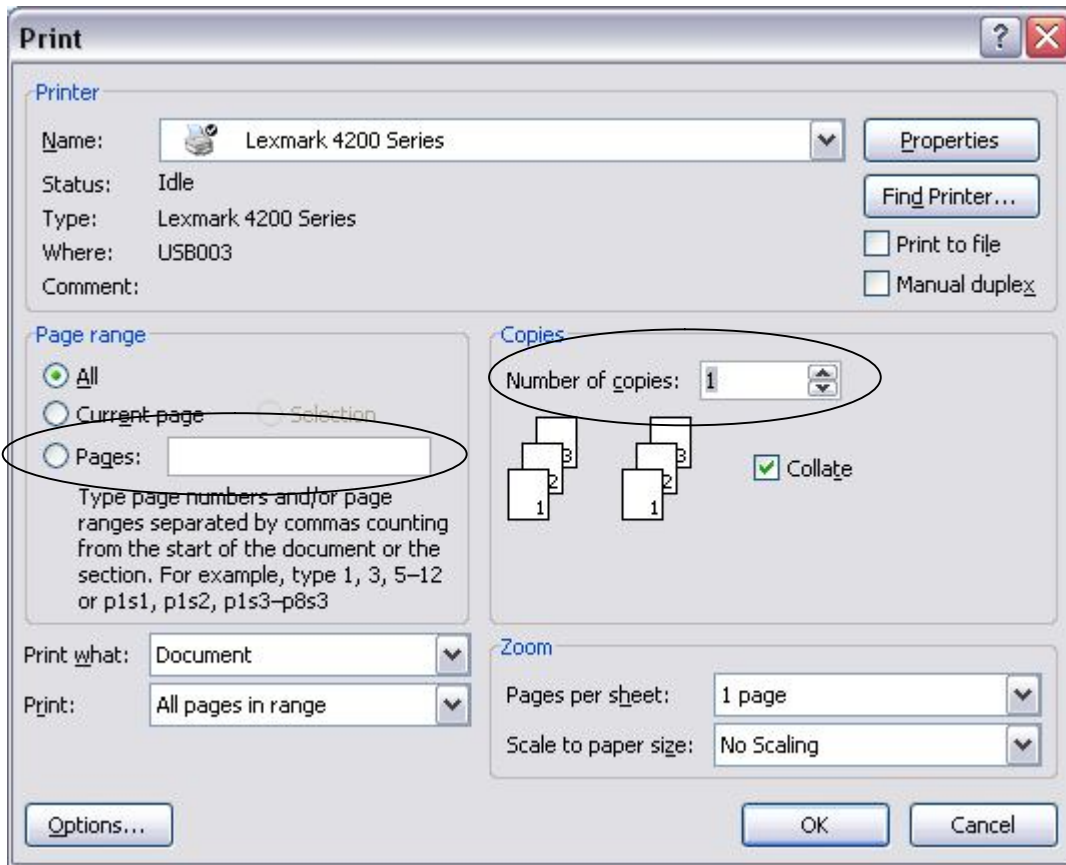 Print
Printer
Name: Lexmark 4200 Series
Properties
Status: Idle
Find Printer...
Type: Lexmark 4200 Series
Where: USB003
Print to file
Comment:
Manual duplex
Page range
All
Current page Selection
Pages:
Type page numbers and/or page
ranges separated by commas counting
from the start of the document or the
section. For example, type 1, 3, 5–12
or p1s1, p1s2, p1s3–p8s3
Copies
Number of copies: 1
3 3
2 2
1 1
Collate
Print what: Document
Print: All pages in range
Zoom
Pages per sheet: 1 page
Scale to paper size: No Scaling
Options...
OK
Cancel